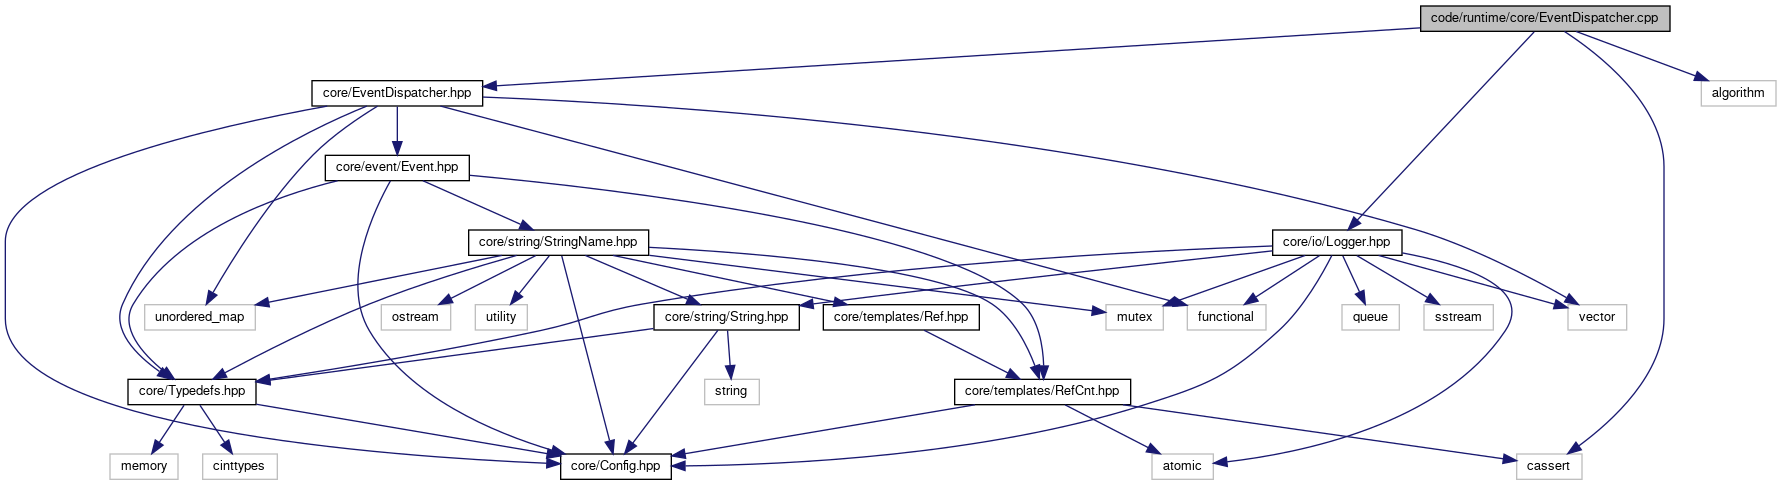 code/runtime/core/EventDispatcher.cpp
core/EventDispatcher.hpp
algorithm
core/event/Event.hpp
core/string/StringName.hpp
core/io/Logger.hpp
unordered_map
ostream
utility
core/string/String.hpp
core/templates/Ref.hpp
mutex
functional
queue
sstream
vector
core/Typedefs.hpp
string
core/templates/RefCnt.hpp
memory
cinttypes
core/Config.hpp
atomic
cassert